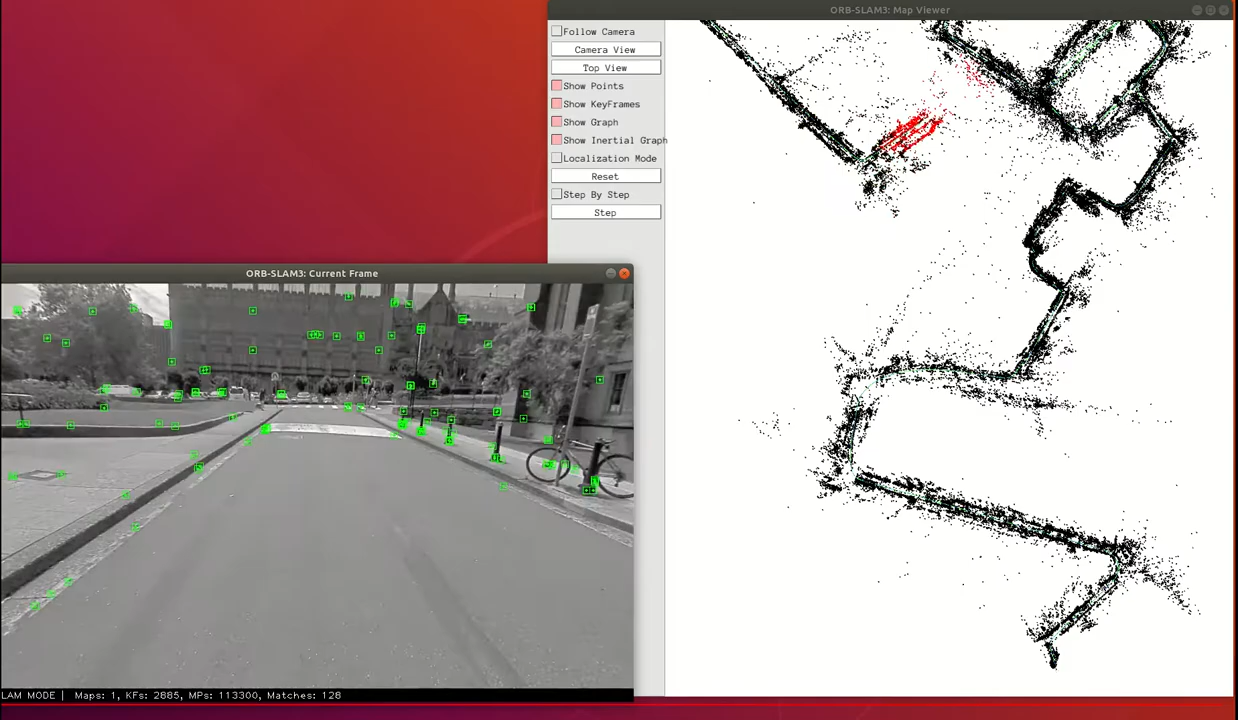 ORB-SLAM3: Map Viewer
Follow Camera
Camera View
Top View
Show Points
Show KeyFrames
Show Graph
Show Inertial Graph
Localization Mode
Reset
Step By Step
Step
ORB-SLAM3: Current Frame
LAM MODE | Maps: 1, KFs: 2885, MPs: 113300, Matches: 128